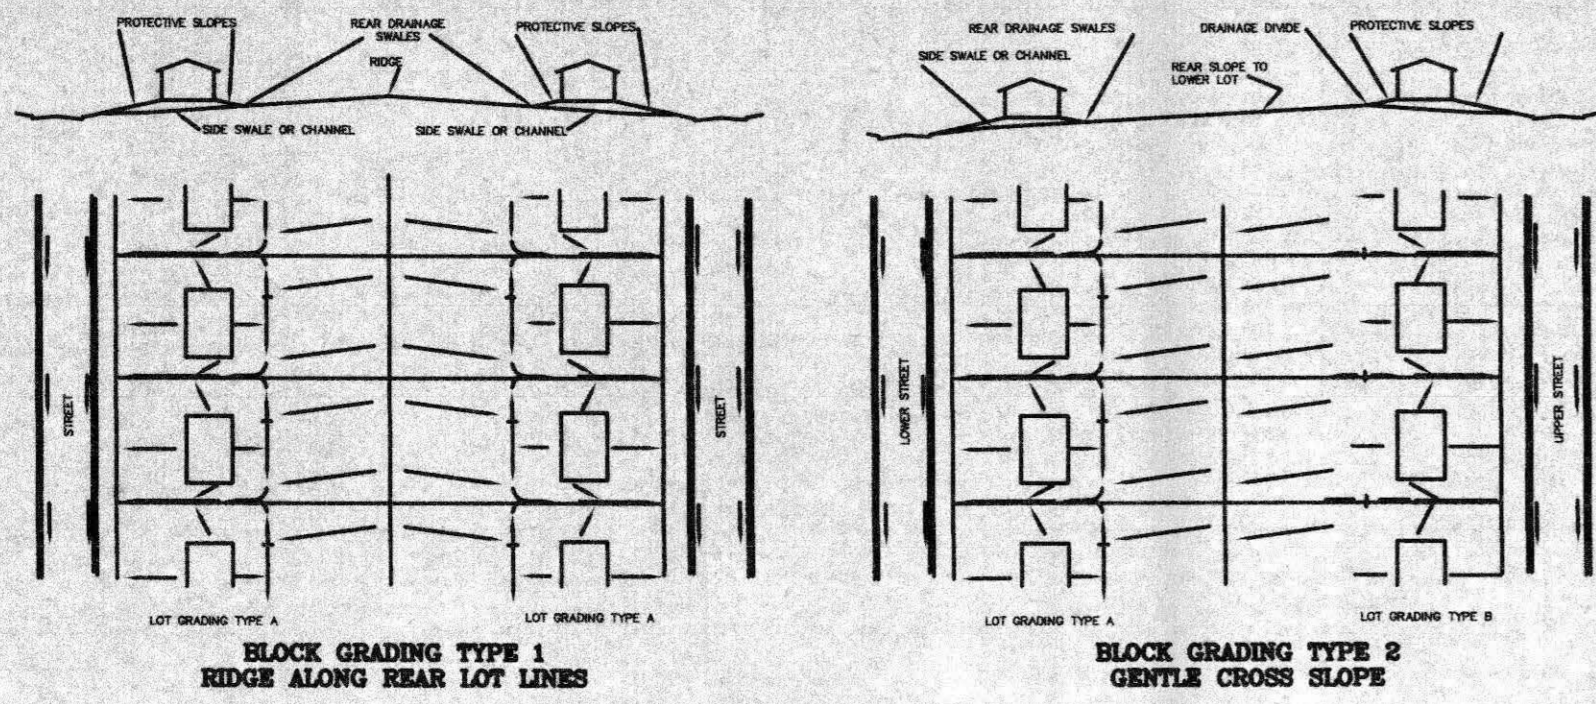 PROTECTIVE SLOPES
REAR DRAINAGE
SWALES
PROTECTIVE SLOPES
RIDGE
SIDE SWALE OR CHANNEL
SIDE SWALE OR CHANNEL
STREET
STREET
LOT GRADING TYPE A
LOT GRADING TYPE A
BLOCK GRADING TYPE 1
RIDGE ALONG REAR LOT LINES
REAR DRAINAGE SWALES
DRAINAGE DIVIDE
PROTECTIVE SLOPES
SIDE SWALE OR CHANNEL
REAR SLOPE TO
LOWER LOT
LOWER STREET
UPPER STREET
LOT GRADING TYPE A
LOT GRADING TYPE B
BLOCK GRADING TYPE 2
GENTLE CROSS SLOPE